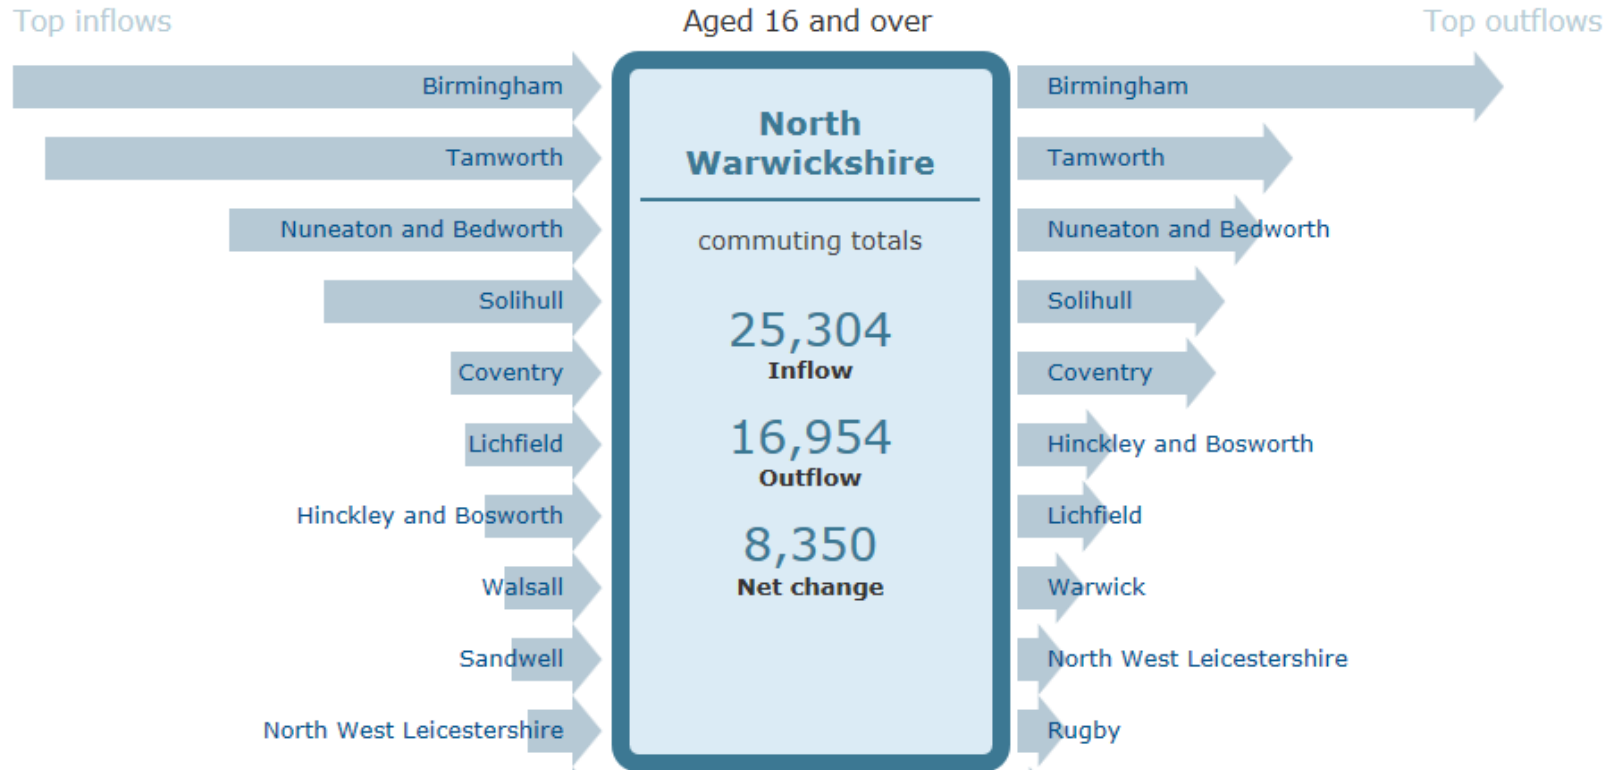 Top inflows
Aged 16 and over
Top outflows
Birmingham
Tamworth
Nuneaton and Bedworth
Solihull
Coventry
Lichfield
Hinckley and Bosworth
Walsall
Sandwell
North West Leicestershire
North
Warwickshire
commuting totals
25,304
Inflow
16,954
Outflow
8,350
Net change
Birmingham
Tamworth
Nuneaton and Bedworth
Solihull
Coventry
Hinckley and Bosworth
Lichfield
Warwick
North West Leicestershire
Rugby